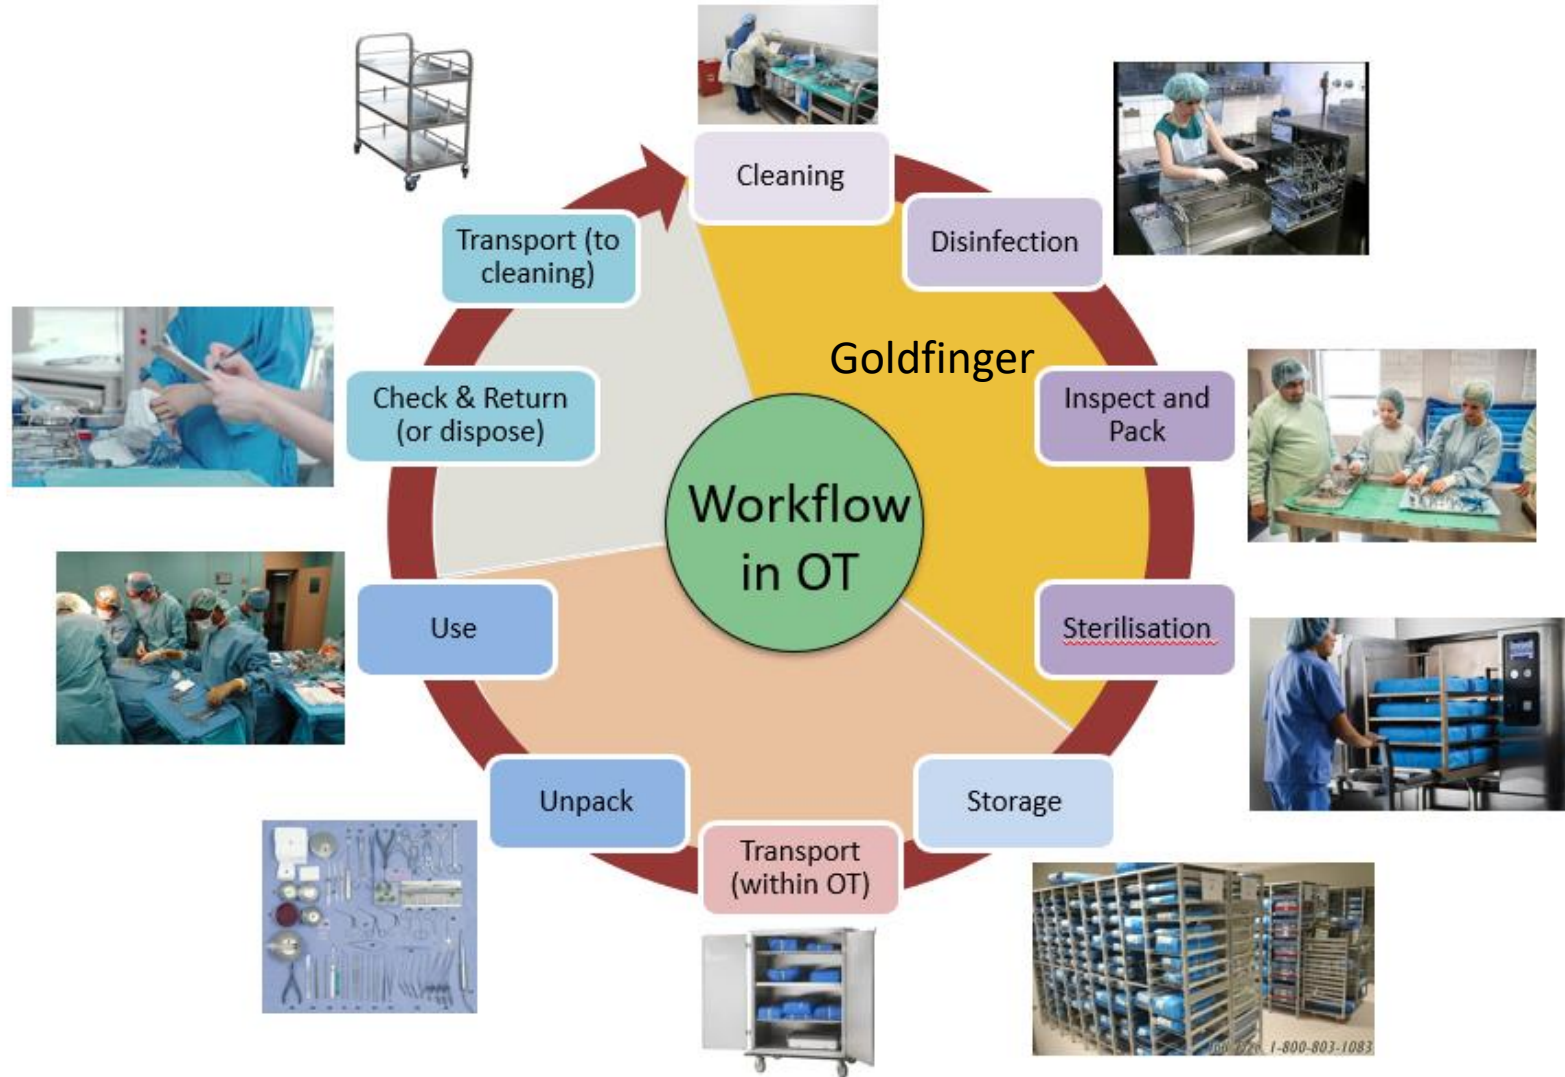 Cleaning
Disinfection
Goldfinger
Inspect and
Pack
Sterilisation
Storage
Transport
(within OT)
Unpack
Use
Check & Return
(or dispose)
Transport (to
cleaning)
Workflow
in OT
1-800-803-1083